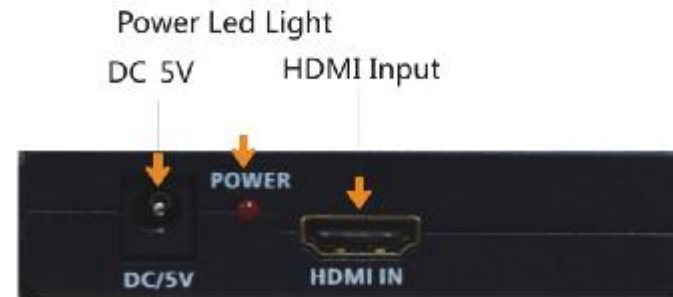 Power Led Light
DC 5V
HDMI Input
POWER
DC/5V
HDMI IN